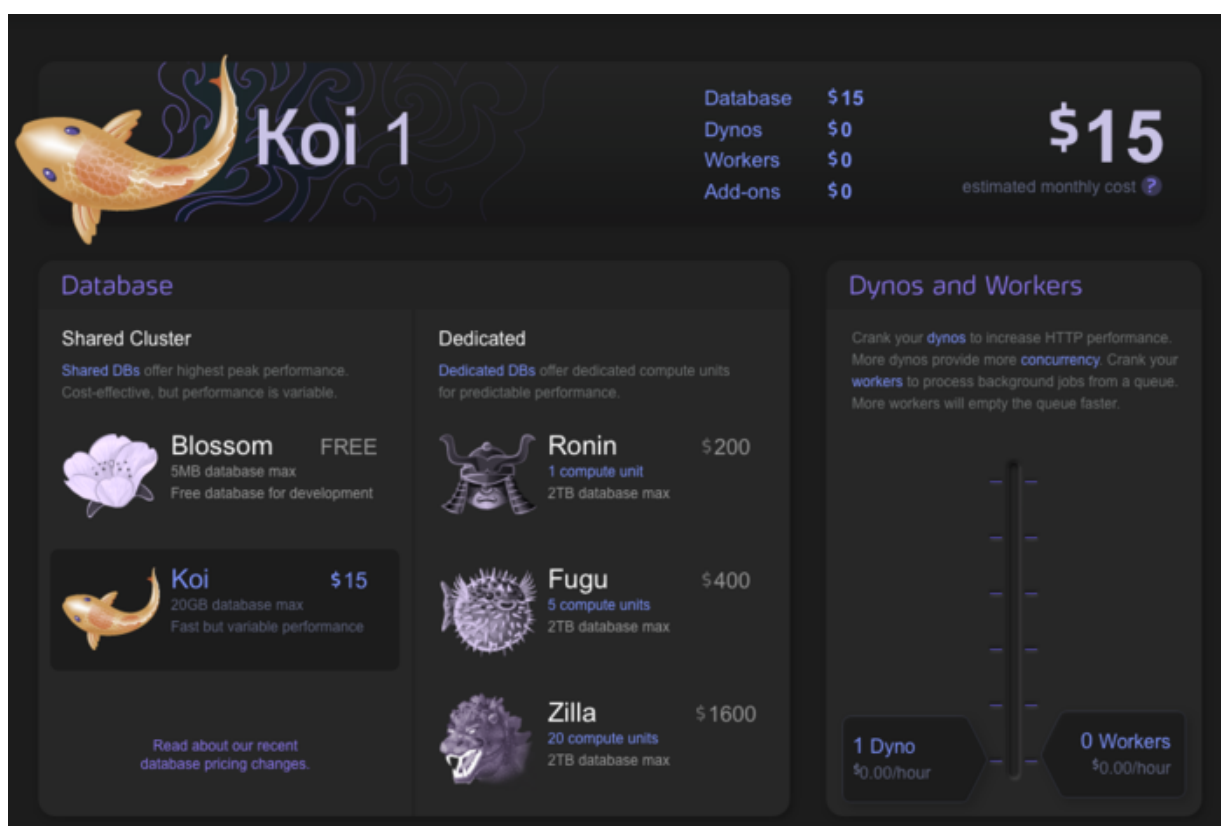 Koi 1
Database $15
Dynos $0
Workers $0
Add-ons $0
$15
estimated monthly cost ?
Database
Shared Cluster
Shared DBs offer highest peak performance.
Cost-effective, but performance is variable.
Blossom FREE
5MB database max
Free database for development
Koi $15
20GB database max
Fast but variable performance
Read about our recent
database pricing changes.
Dedicated
Dedicated DBs offer dedicated compute units
for predictable performance.
Ronin $200
1 compute unit
2TB database max
Fugu $400
5 compute units
2TB database max
Zilla $1600
20 compute units
2TB database max
Dynos and Workers
Crank your dynos to increase HTTP performance.
More dynos provide more concurrency. Crank your
workers to process background jobs from a queue.
More workers will empty the queue faster.
1 Dyno
$0.00/hour
0 Workers
$0.00/hour